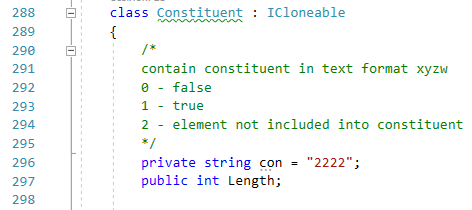 288 class Constituent : ICloneable
289 {
290 /*
291 contain constituent in text format xyzw
292 0 - false
293 1 - true
294 2 - element not included into constituent
295 */
296 private string con = "2222";
297 public int Length;
298